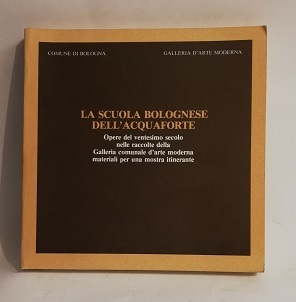 COMUNE DI BOLOGNA
GALLERIA D'ARTE MODERNA
LA SCUOLA BOLOGNESE
DELL'ACQUAFORTE
Opere del ventesimo secolo
nelle raccolte della
Galleria comunale d'arte moderna
materiali per una mostra itinerante